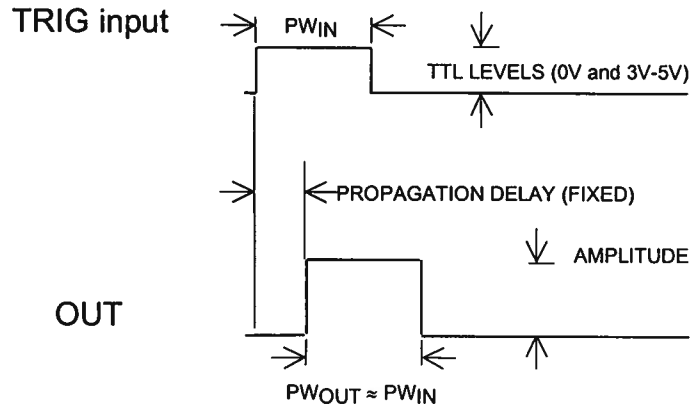 TRIG input
PWIN
TTL LEVELS (0V and 3V-5V)
PROPAGATION DELAY (FIXED)
AMPLITUDE
OUT
PWOUT ≈ PWIN